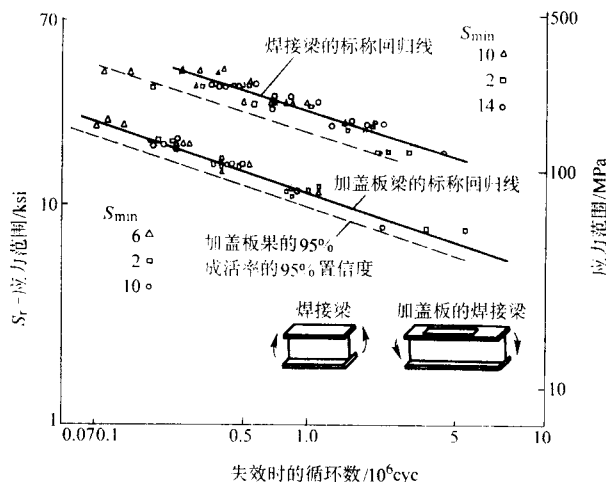 70
500
焊接梁的标称回归线
Smin
10 △
2 □
14 ○
100
加盖板梁的标称回归线
10
Smin
6 △
2 □
10 ○
加盖板果的95%
成活率的95%置信度
Sr-应力范围/ksi
应力范围/MPa
焊接梁
加盖板的焊接梁
10
1
0.070.1
0.5
1.0
5
10
失效时的循环数/10⁶cyc